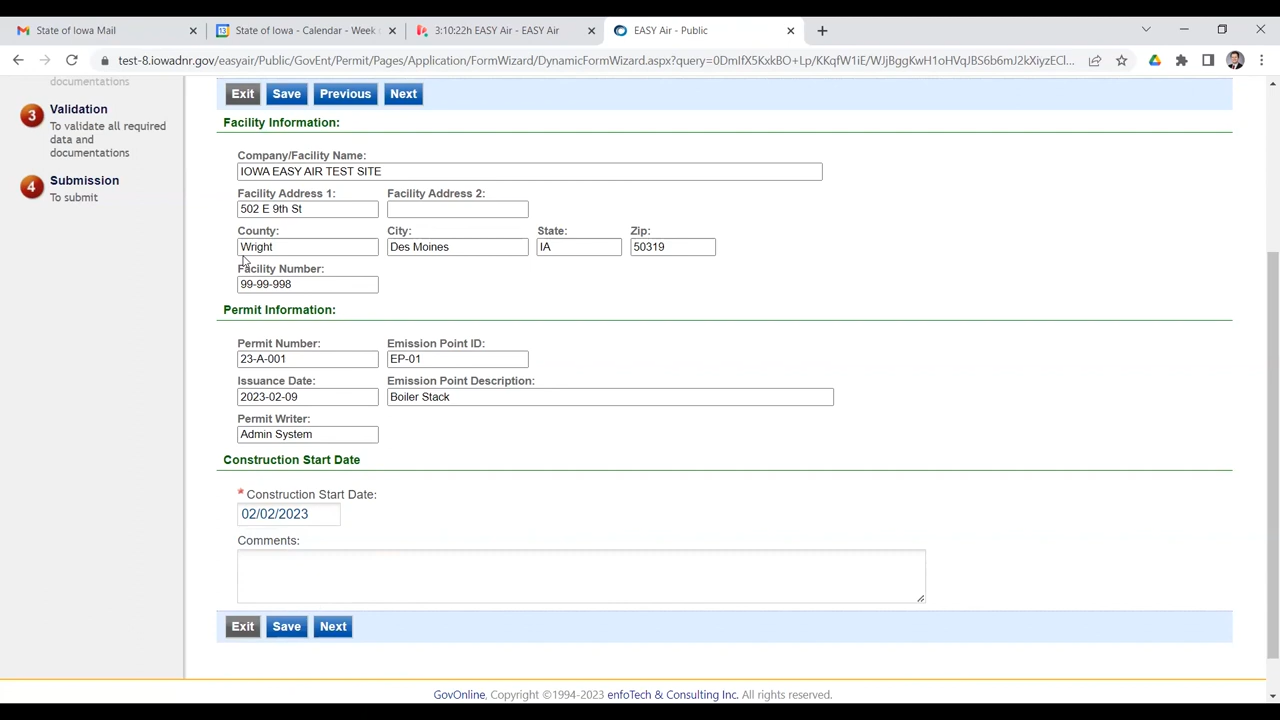 State of Iowa Mail
State of Iowa - Calendar - Week
3:10:22h EASY Air - EASY Air
EASY Air - Public
test-8.iowadnr.gov/easyair/Public/GovEnt/Permit/Pages/Application/FormWizard/DynamicFormWizard.aspx?query=
documentations
3 Validation
To validate all required
data and
documentations
4 Submission
To submit
Exit Save Previous Next
Facility Information:
Company/Facility Name:
IOWA EASY AIR TEST SITE
Facility Address 1: Facility Address 2:
502 E 9th St
County: City: State: Zip:
Wright Des Moines IA 50319
Facility Number:
99-99-998
Permit Information:
Permit Number: Emission Point ID:
23-A-001 EP-01
Issuance Date: Emission Point Description:
2023-02-09 Boiler Stack
Permit Writer:
Admin System
Construction Start Date
* Construction Start Date:
02/02/2023
Comments:
Exit Save Next
GovOnline, Copyright ©1994-2023 enfoTech & Consulting Inc. All rights reserved.